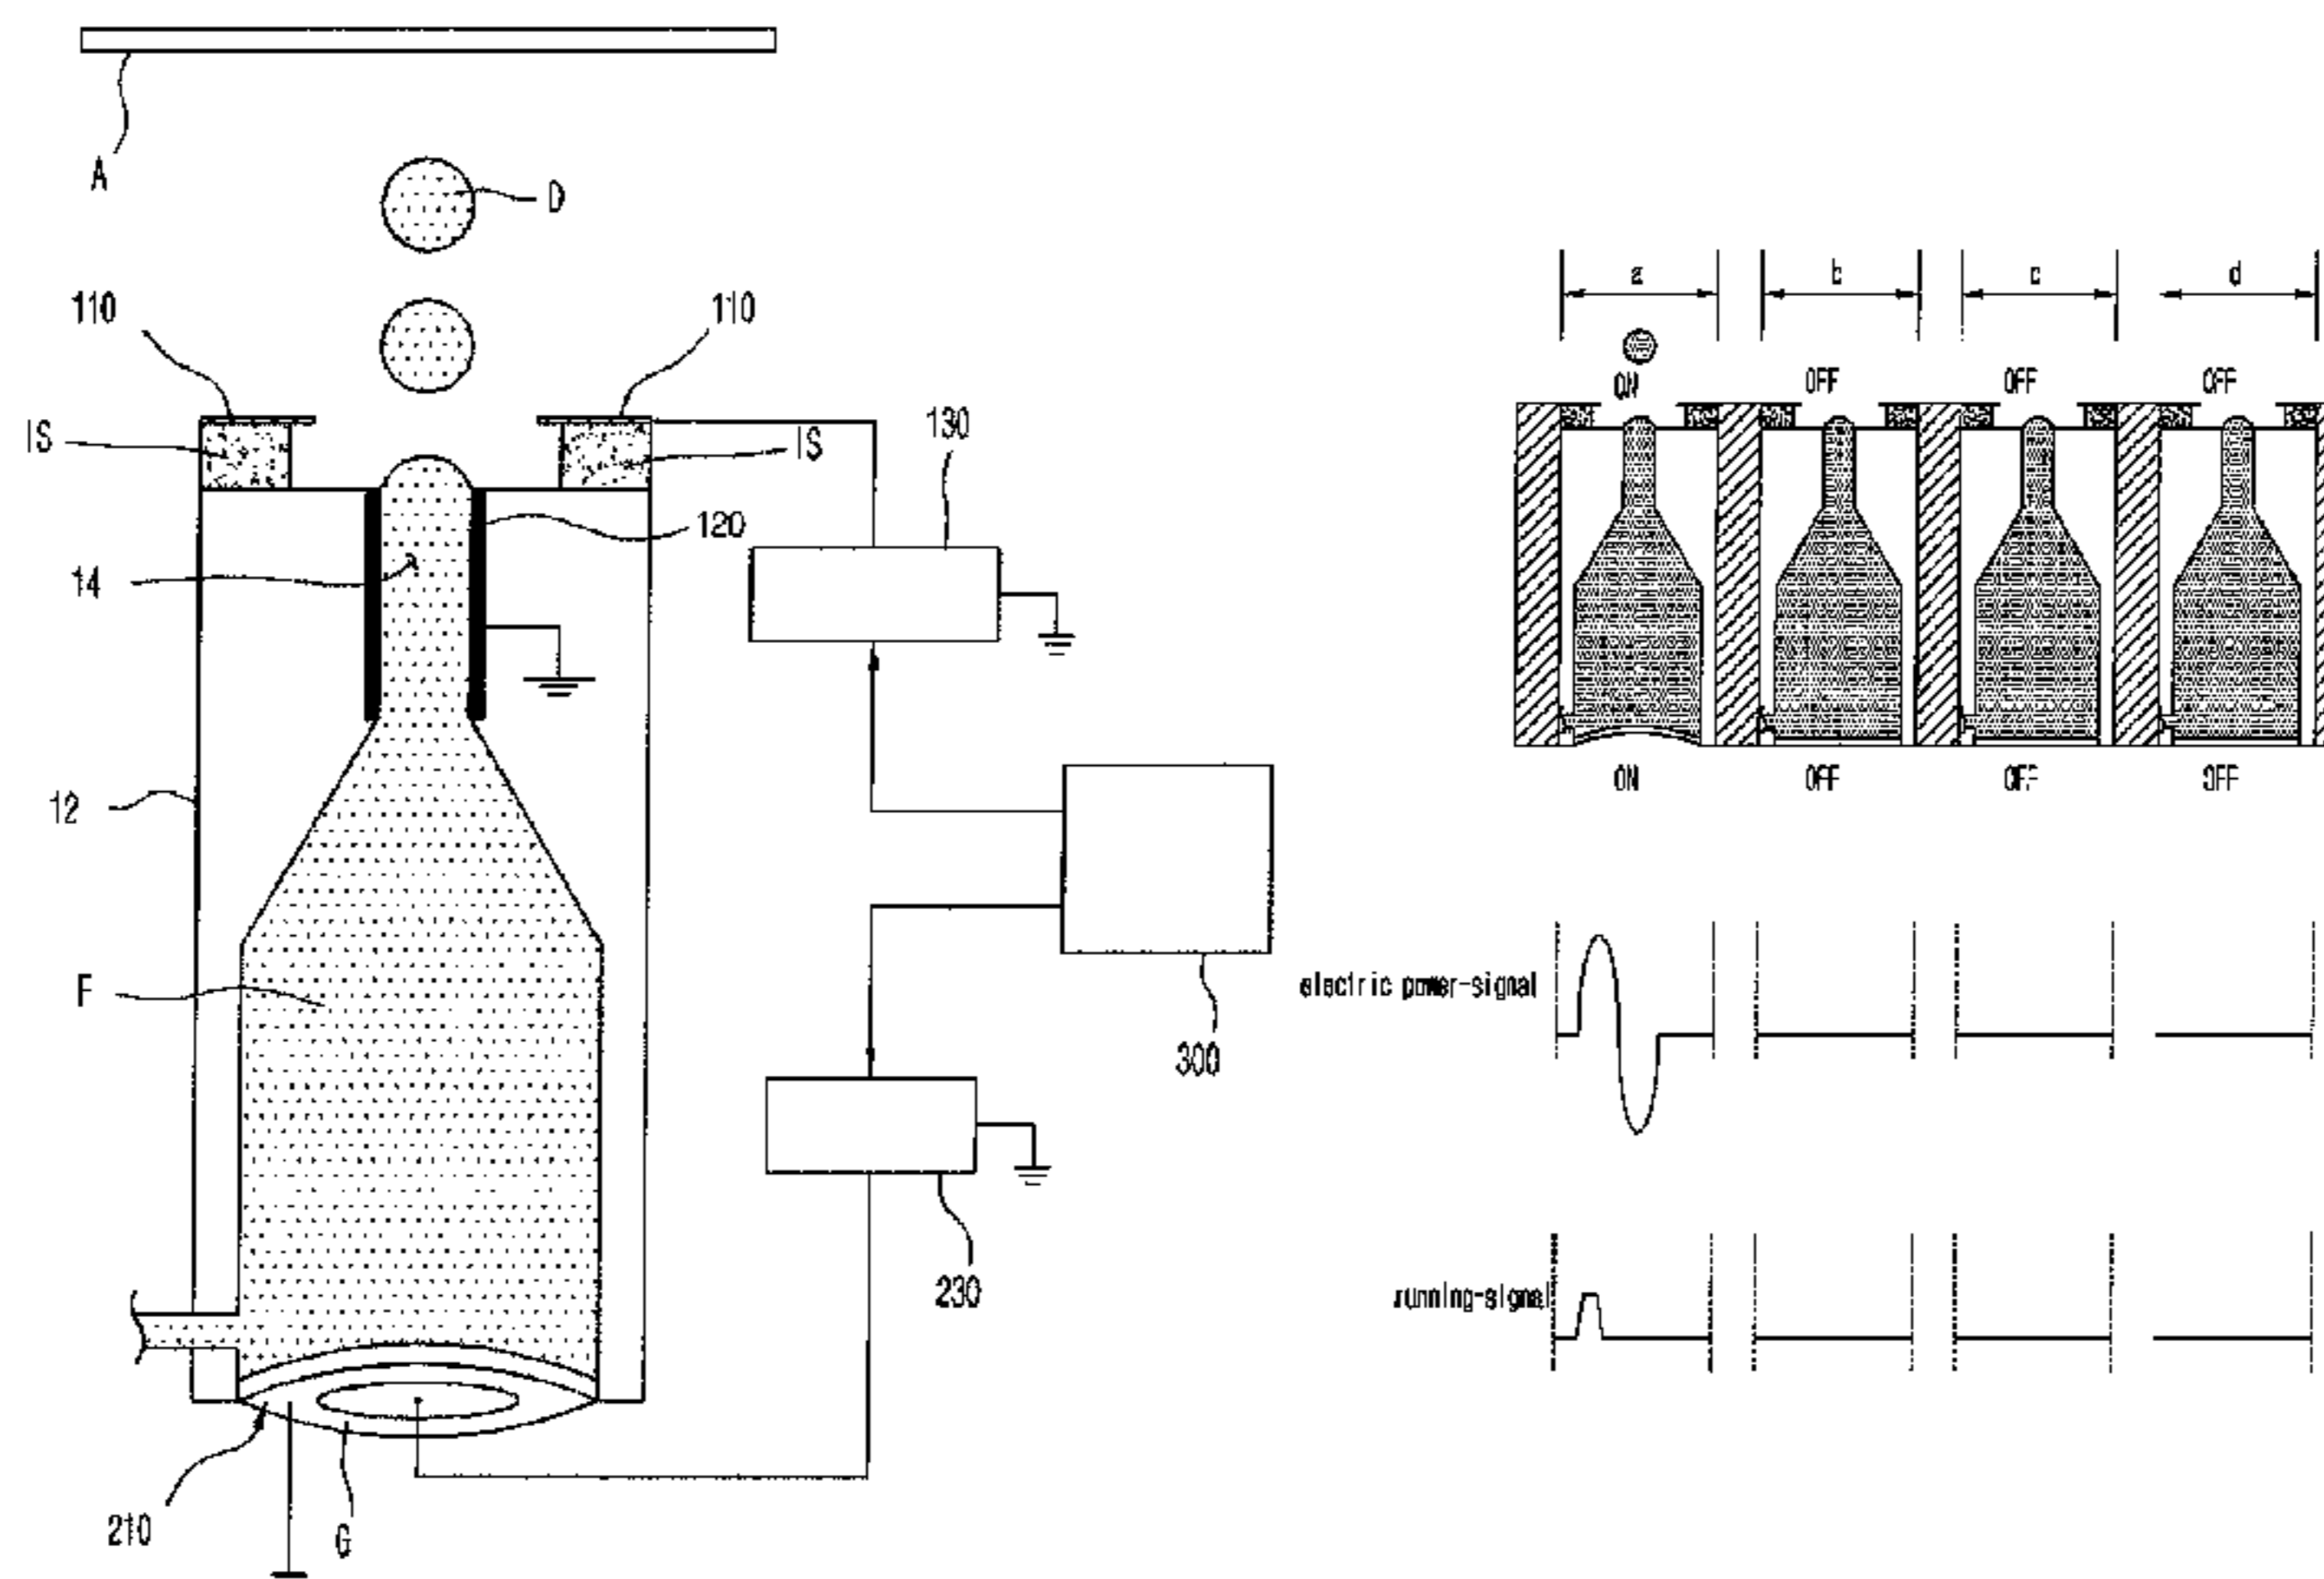 A
D
110
110
IS
IS
130
120
14
12
F
300
230
210
G
a b c d
ON OFF OFF OFF
ON OFF OFF OFF
electric power-signal
running-signal